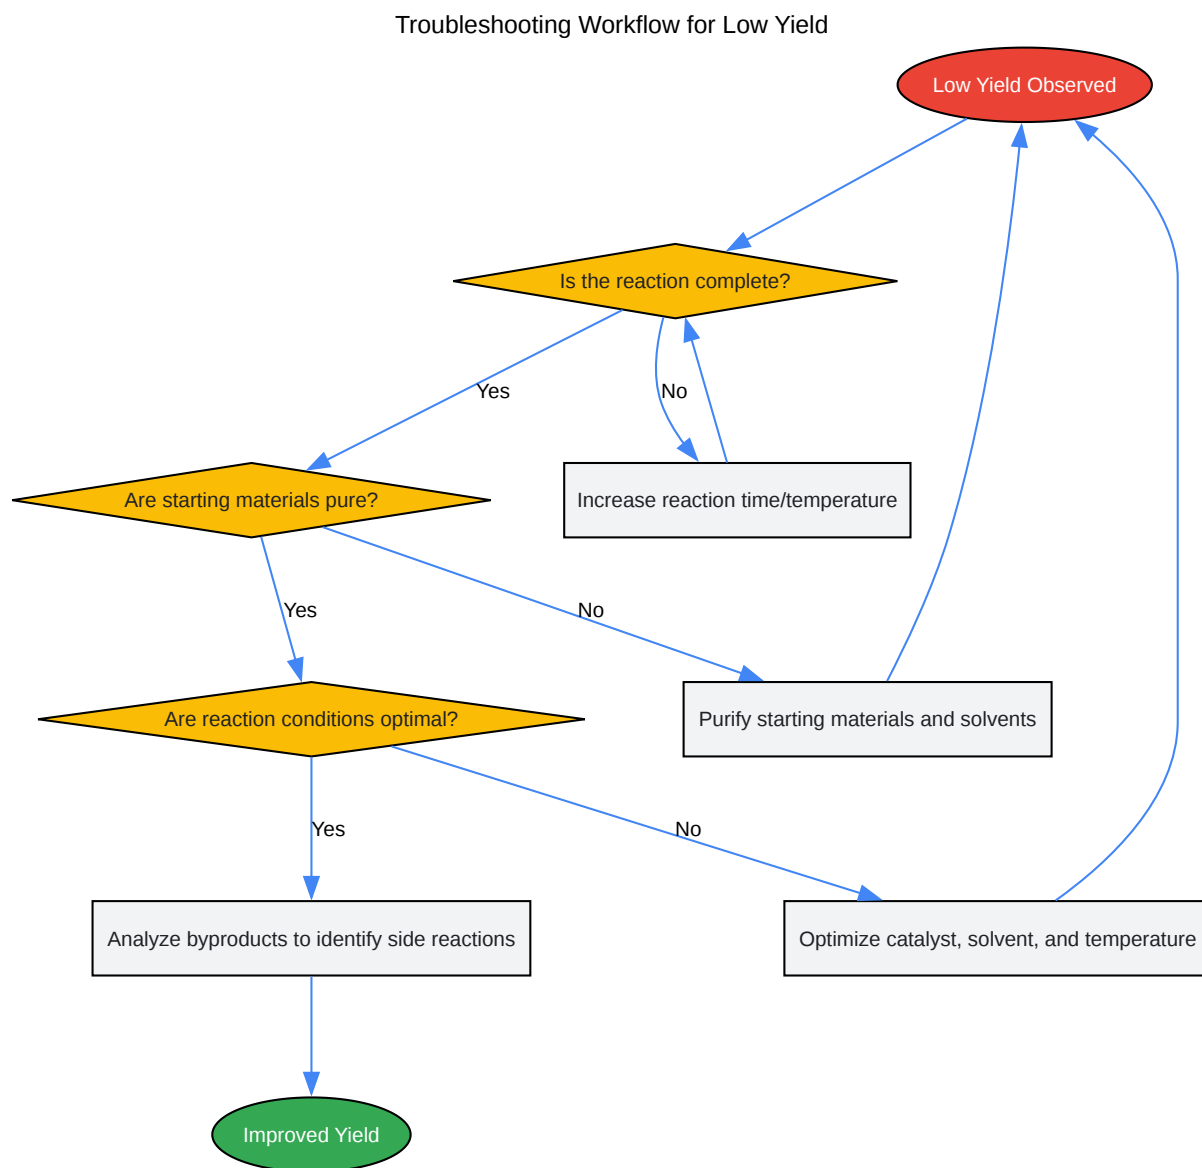 Troubleshooting Workflow for Low Yield
Low Yield Observed
Is the reaction complete?
Yes
No
Are starting materials pure?
Increase reaction time/temperature
Yes
No
Are reaction conditions optimal?
Purify starting materials and solvents
Yes
No
Analyze byproducts to identify side reactions
Optimize catalyst, solvent, and temperature
Improved Yield